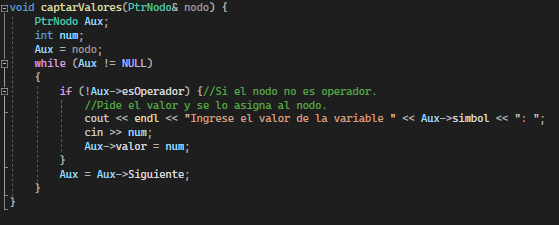 void captarValores(PtrNodo& nodo) {
PtrNodo Aux;
int num;
Aux = nodo;
while (Aux != NULL)
{
if (!Aux->esOperador) {//Si el nodo no es operador.
//Pide el valor y se lo asigna al nodo.
cout << endl << "Ingrese el valor de la variable " << Aux->simbol << ": ";
cin >> num;
Aux->valor = num;
}
Aux = Aux->Siguiente;
}
}